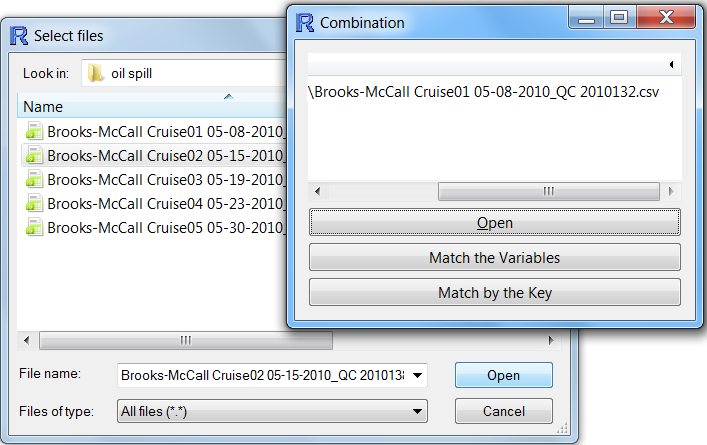 Select files
Look in: oil spill
Name
Brooks-McCall Cruise01 05-08-2010_
Brooks-McCall Cruise02 05-15-2010_
Brooks-McCall Cruise03 05-19-2010_
Brooks-McCall Cruise04 05-23-2010_
Brooks-McCall Cruise05 05-30-2010_
File name: Brooks-McCall Cruise02 05-15-2010_QC 2010138
Open
Files of type: All files (*.*)
Cancel
Combination
\Brooks-McCall Cruise01 05-08-2010_QC 2010132.csv
Open
Match the Variables
Match by the Key